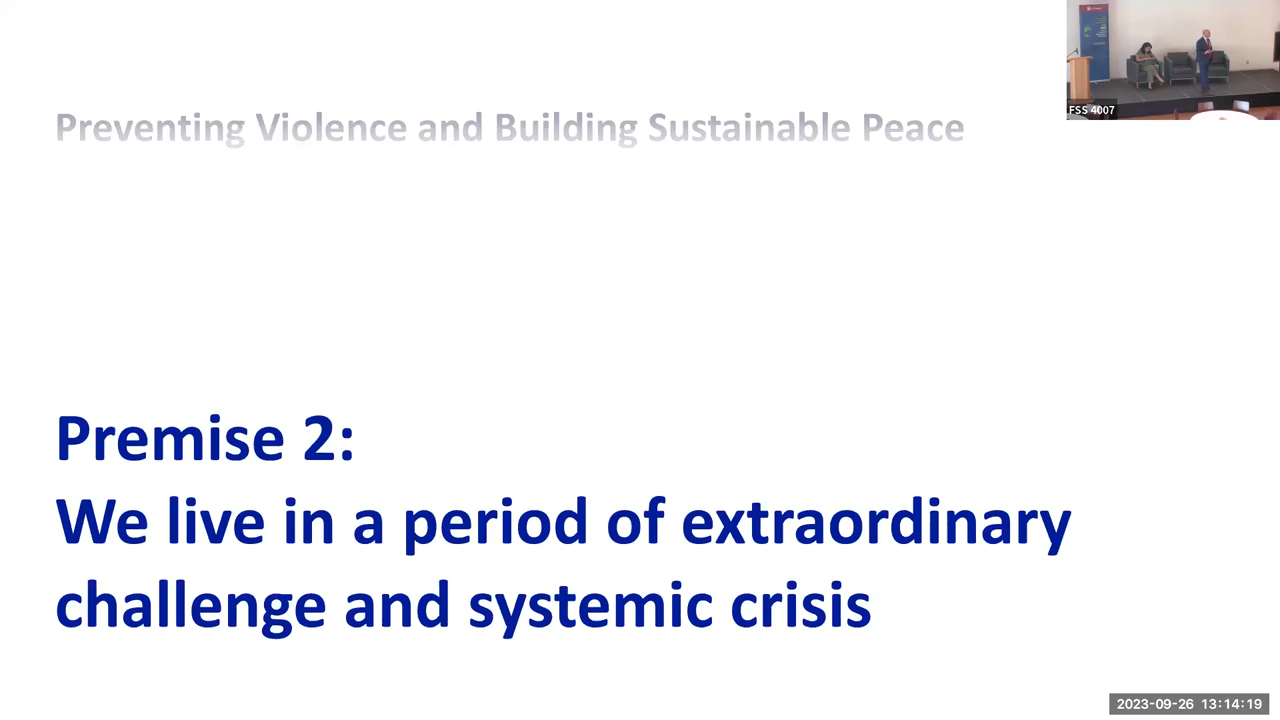 Preventing Violence and Building Sustainable Peace
FSS 4007
Premise 2:
We live in a period of extraordinary
challenge and systemic crisis
2023-09-26 13:14:19